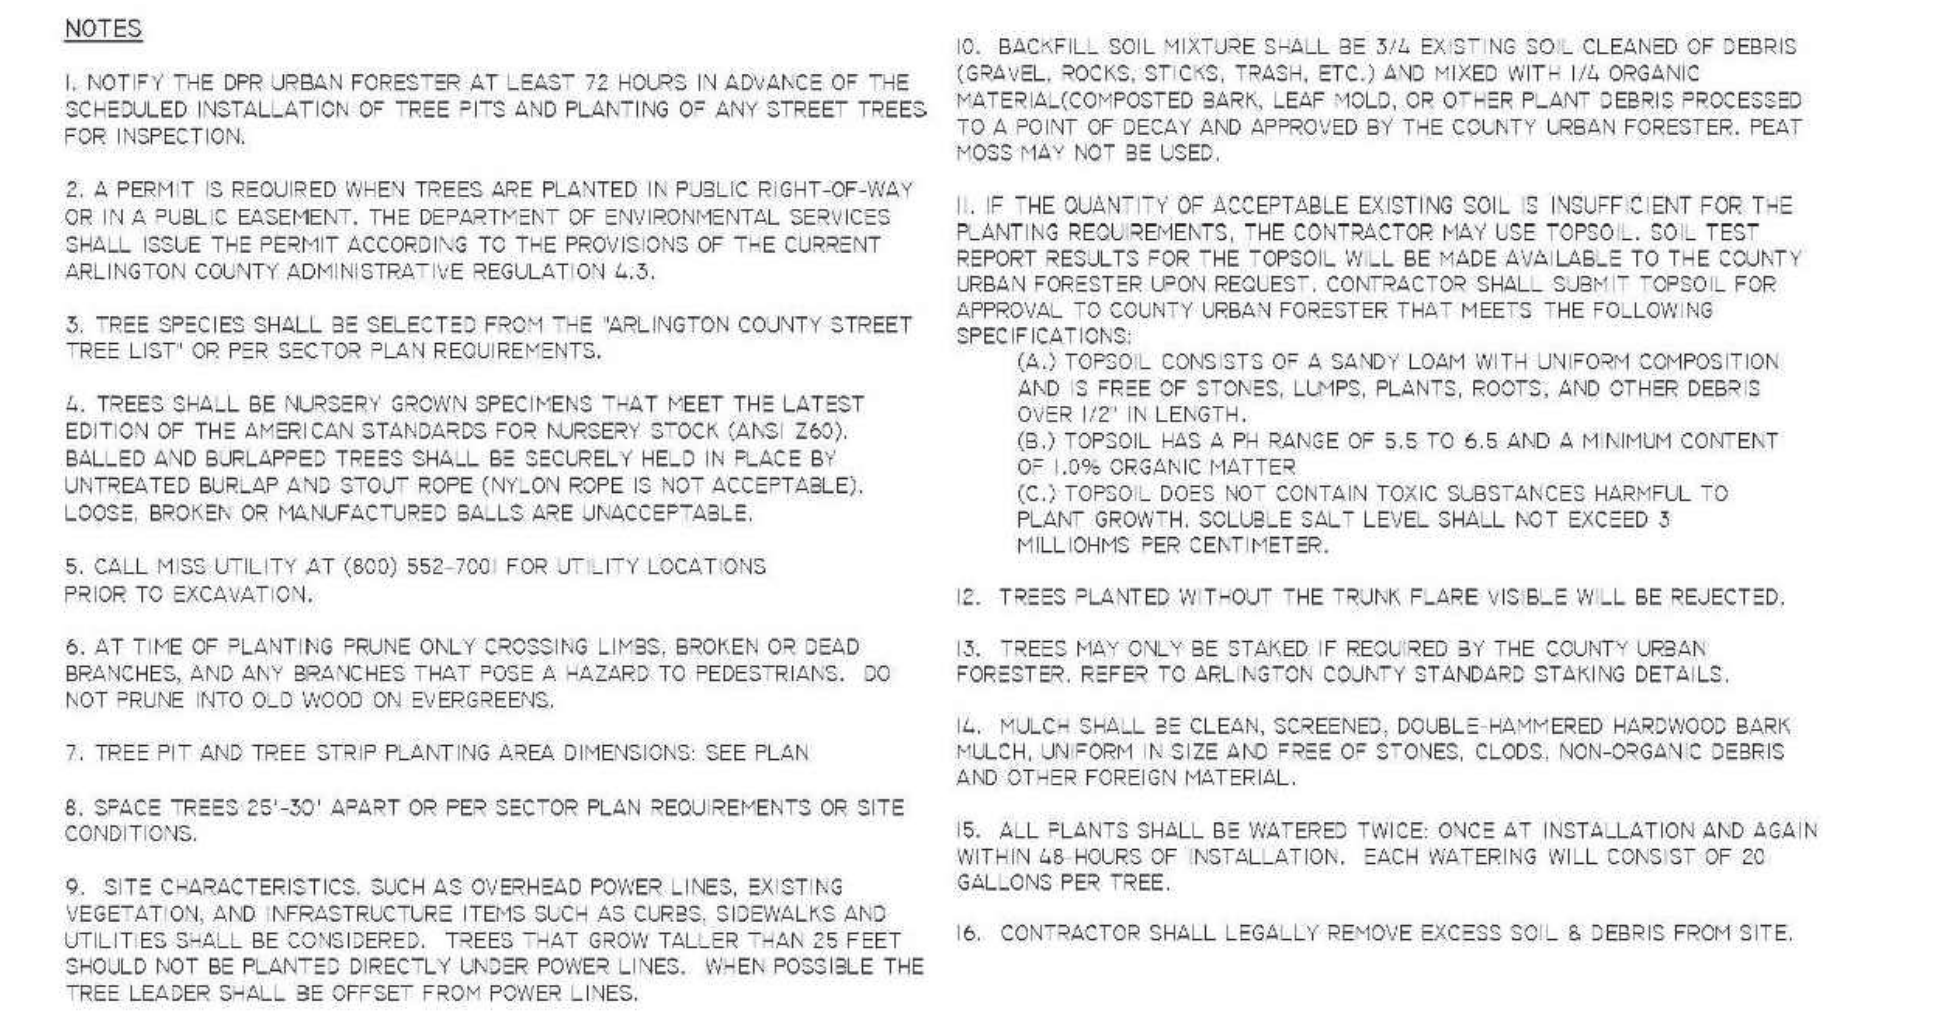 NOTES
1. NOTIFY THE DPR URBAN FORESTER AT LEAST 72 HOURS IN ADVANCE OF THE
SCHEDULED INSTALLATION OF TREE PITS AND PLANTING OF ANY STREET TREES
FOR INSPECTION.
2. A PERMIT IS REQUIRED WHEN TREES ARE PLANTED IN PUBLIC RIGHT-OF-WAY
OR IN A PUBLIC EASEMENT. THE DEPARTMENT OF ENVIRONMENTAL SERVICES
SHALL ISSUE THE PERMIT ACCORDING TO THE PROVISIONS OF THE CURRENT
ARLINGTON COUNTY ADMINISTRATIVE REGULATION 4.3.
3. TREE SPECIES SHALL BE SELECTED FROM THE "ARLINGTON COUNTY STREET
TREE LIST" OR PER SECTOR PLAN REQUIREMENTS.
4. TREES SHALL BE NURSERY GROWN SPECIMENS THAT MEET THE LATEST
EDITION OF THE AMERICAN STANDARDS FOR NURSERY STOCK (ANSI Z60).
BALLED AND BURLAPPED TREES SHALL BE SECURELY HELD IN PLACE BY
UNTREATED BURLAP AND STOUT ROPE (NYLON ROPE IS NOT ACCEPTABLE).
LOOSE, BROKEN OR MANUFACTURED BALLS ARE UNACCEPTABLE.
5. CALL MISS UTILITY AT (800) 552-7001 FOR UTILITY LOCATIONS
PRIOR TO EXCAVATION.
6. AT TIME OF PLANTING PRUNE ONLY CROSSING LIMBS, BROKEN OR DEAD
BRANCHES, AND ANY BRANCHES THAT POSE A HAZARD TO PEDESTRIANS. DO
NOT PRUNE INTO OLD WOOD ON EVERGREENS.
7. TREE PIT AND TREE STRIP PLANTING AREA DIMENSIONS: SEE PLAN
8. SPACE TREES 25'-30' APART OR PER SECTOR PLAN REQUIREMENTS OR SITE
CONDITIONS.
9. SITE CHARACTERISTICS, SUCH AS OVERHEAD POWER LINES, EXISTING
VEGETATION, AND INFRASTRUCTURE ITEMS SUCH AS CURBS, SIDEWALKS AND
UTILITIES SHALL BE CONSIDERED. TREES THAT GROW TALLER THAN 25 FEET
SHOULD NOT BE PLANTED DIRECTLY UNDER POWER LINES. WHEN POSSIBLE THE
TREE LEADER SHALL BE OFFSET FROM POWER LINES.
10. BACKFILL SOIL MIXTURE SHALL BE 3/4 EXISTING SOIL CLEANED OF DEBRIS
(GRAVEL, ROCKS, STICKS, TRASH, ETC.) AND MIXED WITH 1/4 ORGANIC
MATERIAL(COMPOSTED BARK, LEAF MOLD, OR OTHER PLANT DEBRIS PROCESSED
TO A POINT OF DECAY AND APPROVED BY THE COUNTY URBAN FORESTER. PEAT
MOSS MAY NOT BE USED.
11. IF THE QUANTITY OF ACCEPTABLE EXISTING SOIL IS INSUFFICIENT FOR THE
PLANTING REQUIREMENTS, THE CONTRACTOR MAY USE TOPSOIL. SOIL TEST
REPORT RESULTS FOR THE TOPSOIL WILL BE MADE AVAILABLE TO THE COUNTY
URBAN FORESTER UPON REQUEST. CONTRACTOR SHALL SUBMIT TOPSOIL FOR
APPROVAL TO COUNTY URBAN FORESTER THAT MEETS THE FOLLOWING
SPECIFICATIONS:
(A.) TOPSOIL CONSISTS OF A SANDY LOAM WITH UNIFORM COMPOSITION
AND IS FREE OF STONES, LUMPS, PLANTS, ROOTS, AND OTHER DEBRIS
OVER 1/2" IN LENGTH.
(B.) TOPSOIL HAS A PH RANGE OF 5.5 TO 6.5 AND A MINIMUM CONTENT
OF 1.0% ORGANIC MATTER
(C.) TOPSOIL DOES NOT CONTAIN TOXIC SUBSTANCES HARMFUL TO
PLANT GROWTH. SOLUBLE SALT LEVEL SHALL NOT EXCEED 3
MILLIOHMS PER CENTIMETER.
12. TREES PLANTED WITHOUT THE TRUNK FLARE VISIBLE WILL BE REJECTED.
13. TREES MAY ONLY BE STAKED IF REQUIRED BY THE COUNTY URBAN
FORESTER. REFER TO ARLINGTON COUNTY STANDARD STAKING DETAILS.
14. MULCH SHALL BE CLEAN, SCREENED, DOUBLE-HAMMERED HARDWOOD BARK
MULCH, UNIFORM IN SIZE AND FREE OF STONES, CLODS, NON-ORGANIC DEBRIS
AND OTHER FOREIGN MATERIAL.
15. ALL PLANTS SHALL BE WATERED TWICE: ONCE AT INSTALLATION AND AGAIN
WITHIN 48-HOURS OF INSTALLATION. EACH WATERING WILL CONSIST OF 20
GALLONS PER TREE.
16. CONTRACTOR SHALL LEGALLY REMOVE EXCESS SOIL & DEBRIS FROM SITE.